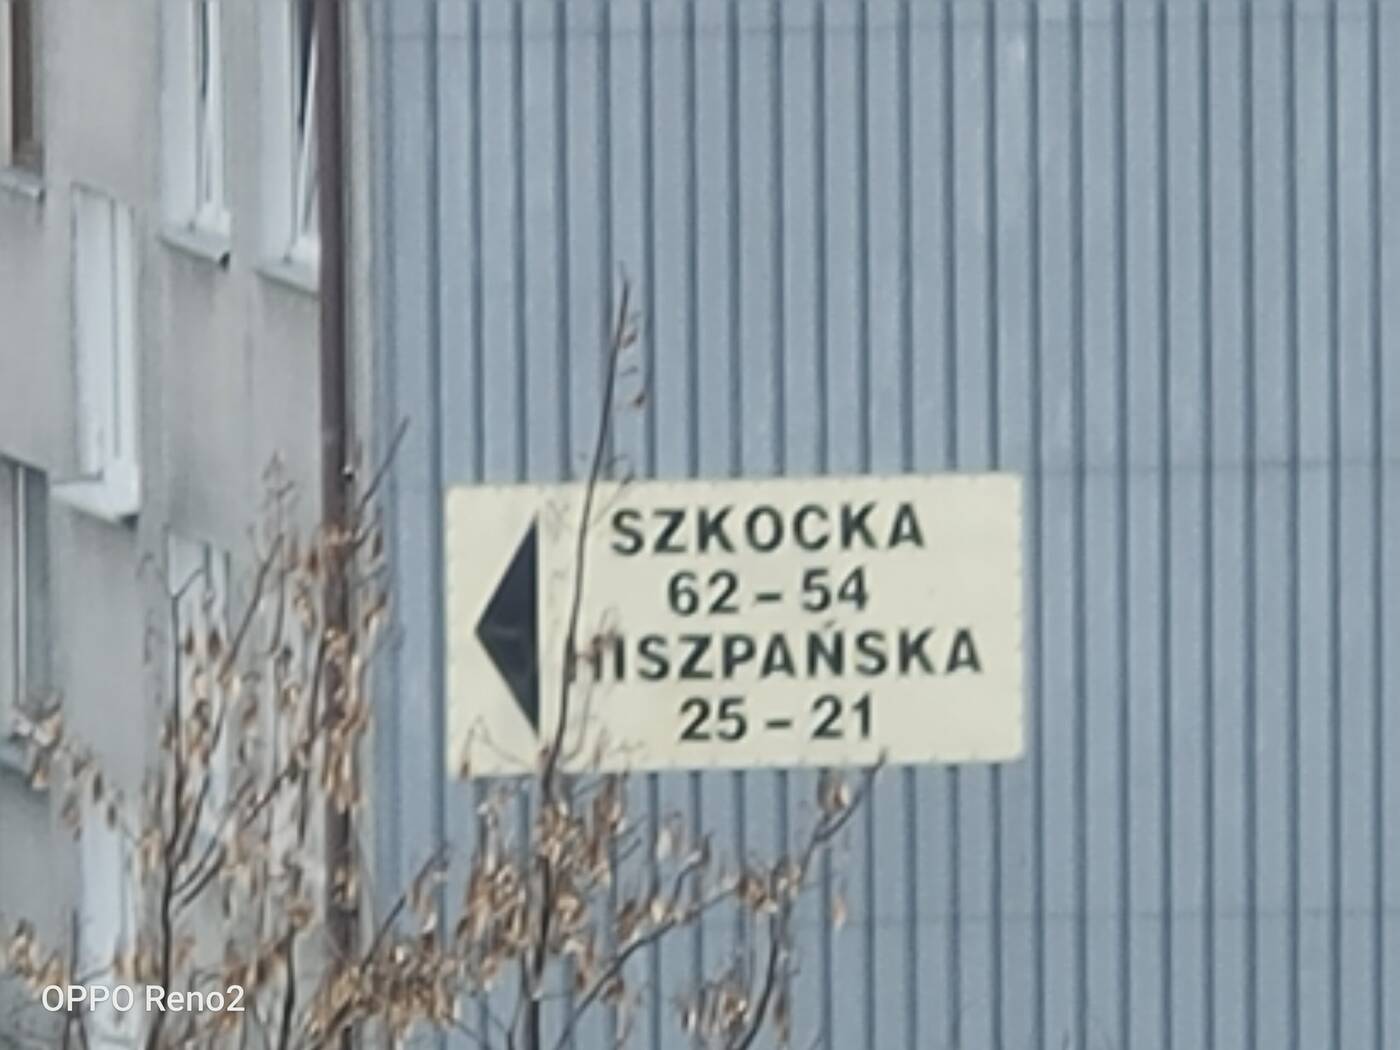 SZKOCKA
62 – 54
HISZPAŃSKA
25 – 21
OPPO Reno2